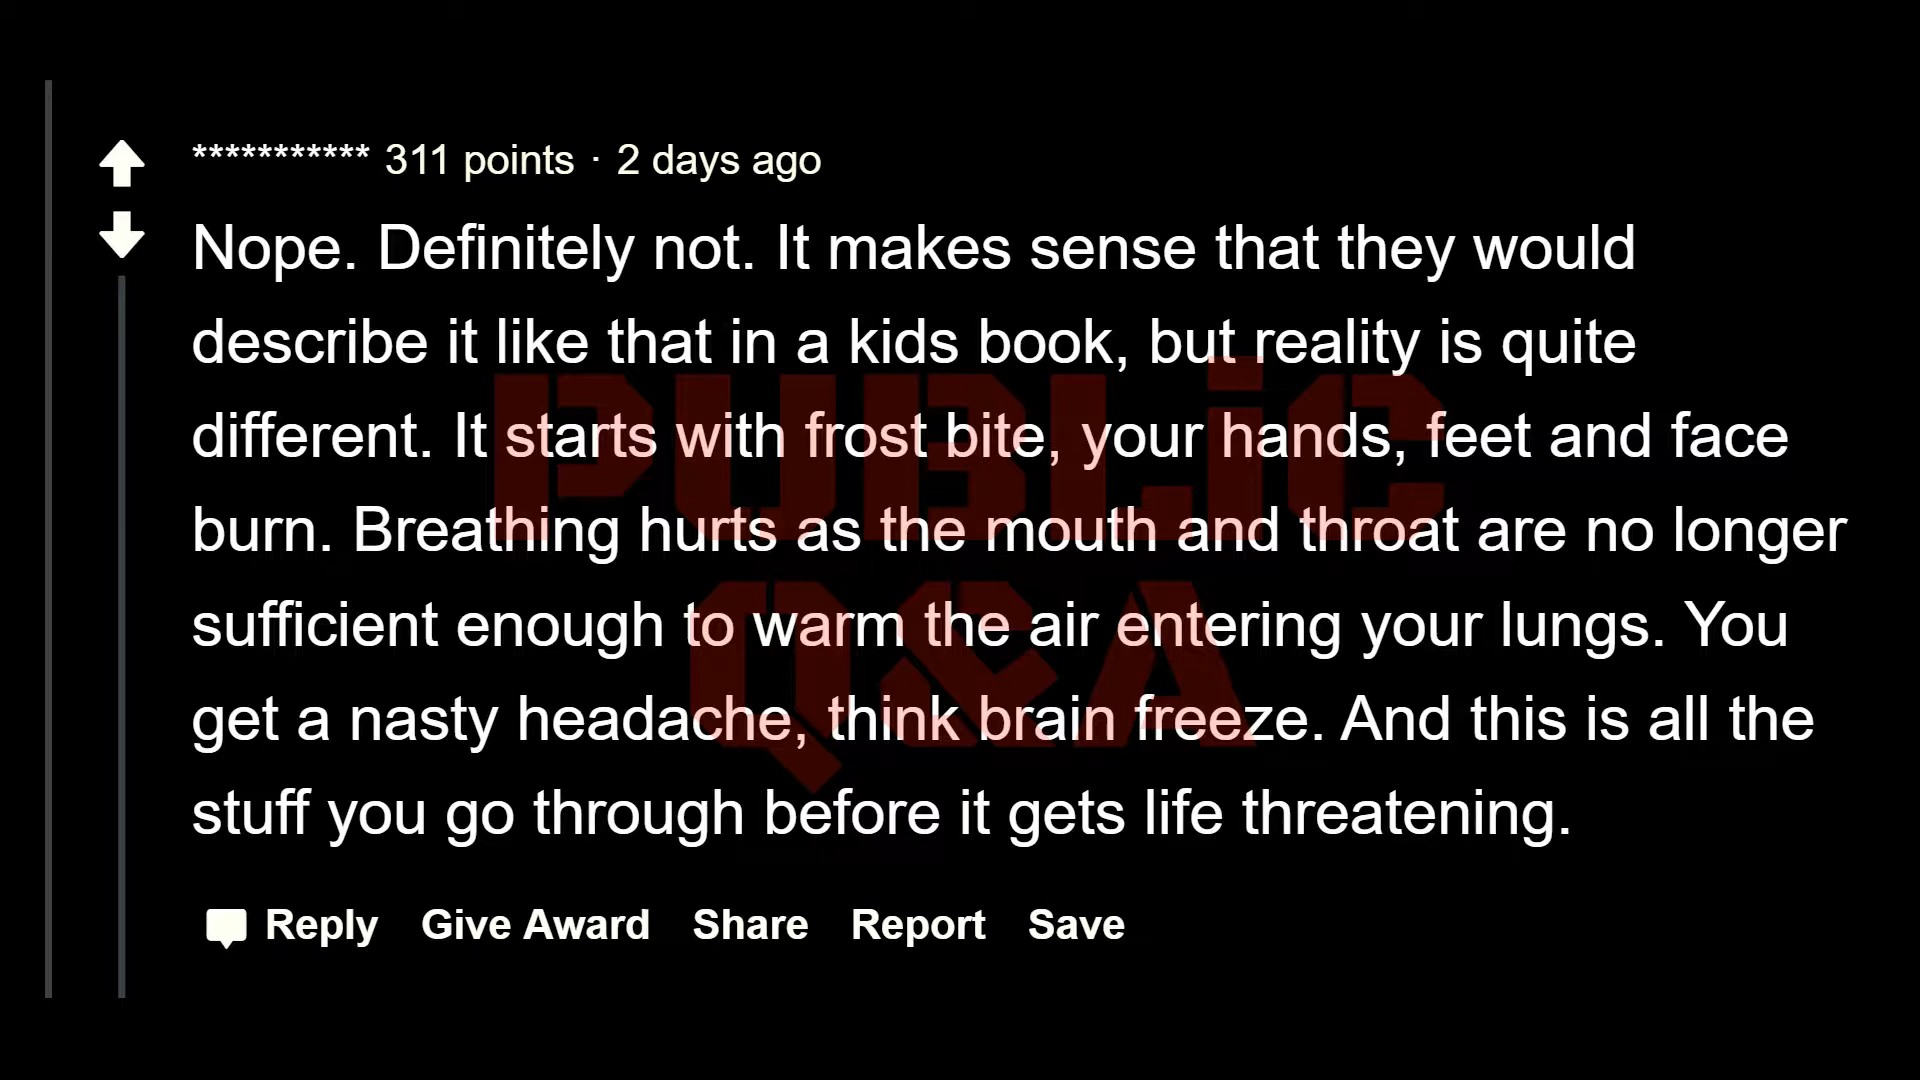 *********** 311 points · 2 days ago
Nope. Definitely not. It makes sense that they would
describe it like that in a kids book, but reality is quite
different. It starts with frost bite, your hands, feet and face
burn. Breathing hurts as the mouth and throat are no longer
sufficient enough to warm the air entering your lungs. You
get a nasty headache, think brain freeze. And this is all the
stuff you go through before it gets life threatening.
PUBLiC
Q&A
Reply Give Award Share Report Save